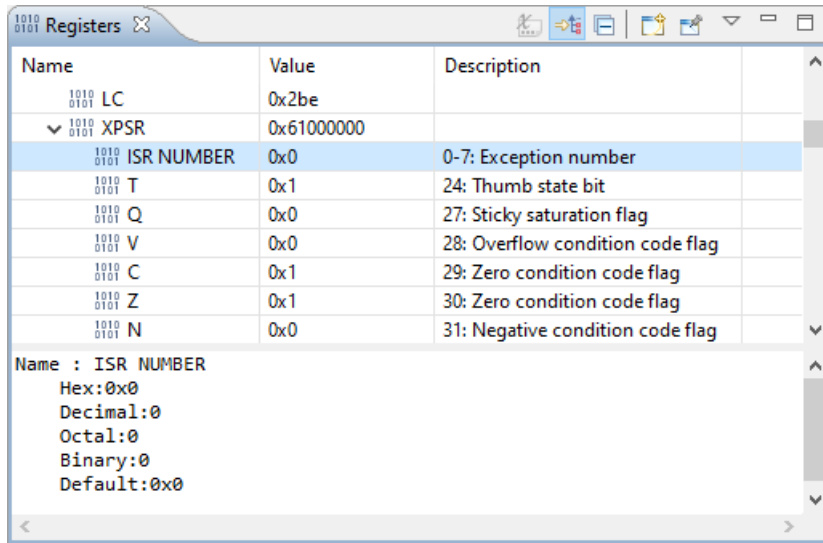 Registers
Name Value Description
LC 0x2be
XPSR 0x61000000
ISR NUMBER 0x0 0-7: Exception number
T 0x1 24: Thumb state bit
Q 0x0 27: Sticky saturation flag
V 0x0 28: Overflow condition code flag
C 0x1 29: Zero condition code flag
Z 0x1 30: Zero condition code flag
N 0x0 31: Negative condition code flag
Name : ISR NUMBER
Hex:0x0
Decimal:0
Octal:0
Binary:0
Default:0x0